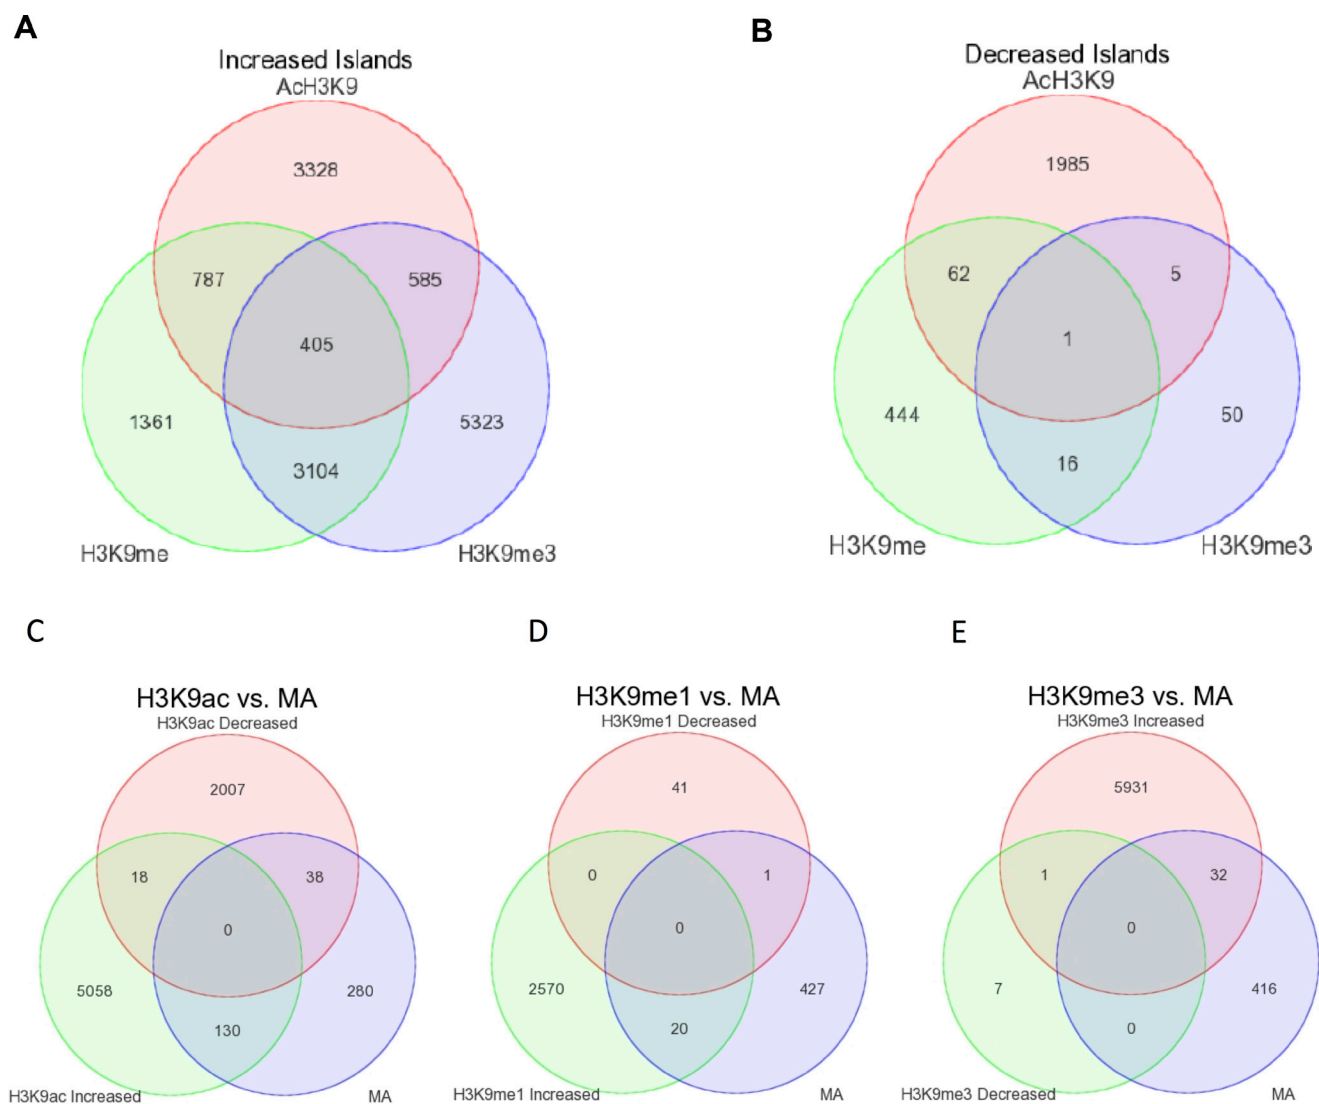 A
Increased Islands
AcH3K9
3328
787
585
405
1361
5323
3104
H3K9me
H3K9me3
B
Decreased Islands
AcH3K9
1985
62
5
1
444
50
16
H3K9me
H3K9me3
C
H3K9ac vs. MA
H3K9ac Decreased
2007
18
38
0
5058
280
130
H3K9ac Increased
MA
D
H3K9me1 vs. MA
H3K9me1 Decreased
41
0
1
0
2570
427
20
H3K9me1 Increased
MA
E
H3K9me3 vs. MA
H3K9me3 Increased
5931
1
32
0
7
416
0
H3K9me3 Decreased
MA